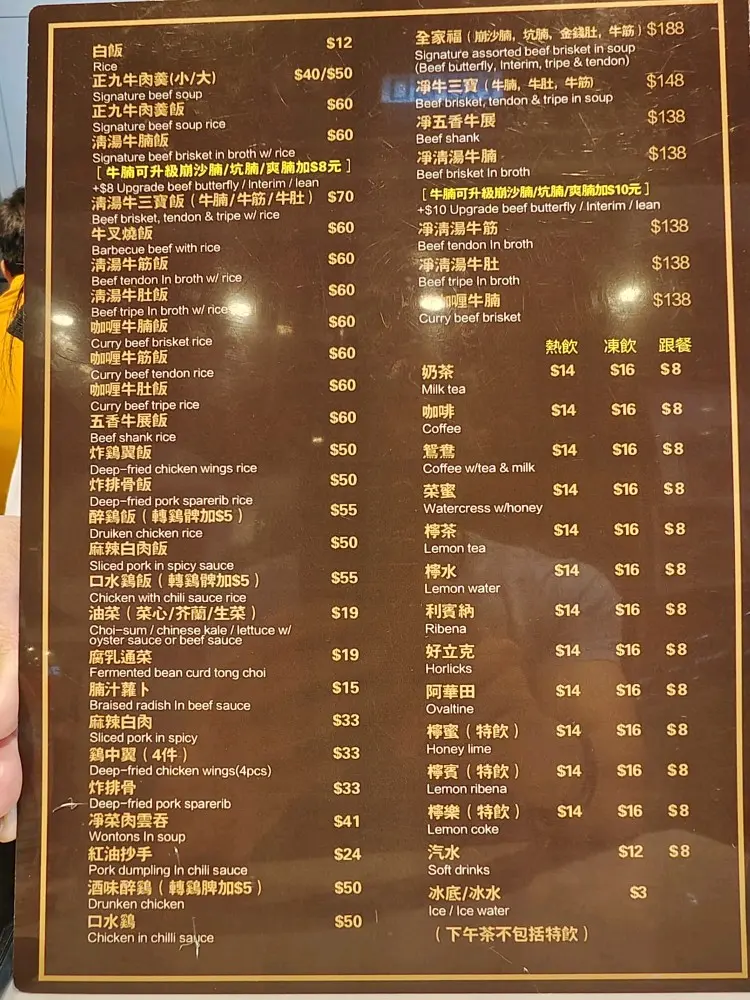 白飯 $12
Rice
正九牛肉羹(小/大) $40/$50
Signature beef soup
正九牛肉羹飯 $60
Signature beef soup rice
清湯牛腩飯 $60
Signature beef brisket in broth w/ rice
[ 牛腩可升級崩沙腩/坑腩/爽腩加$8元 ]
+$8 Upgrade beef butterfly / Interim / lean
清湯牛三寶飯 ( 牛腩/牛筋/牛肚 ) $70
Beef brisket, tendon & tripe w/ rice
牛叉燒飯 $60
Barbecue beef with rice
清湯牛筋飯 $60
Beef tendon In broth w/ rice
清湯牛肚飯 $60
Beef tripe In broth w/ rice
咖喱牛腩飯 $60
Curry beef brisket rice
咖喱牛筋飯 $60
Curry beef tendon rice
咖喱牛肚飯 $60
Curry beef tripe rice
五香牛展飯 $60
Beef shank rice
炸鷄翼飯 $50
Deep-fried chicken wings rice
炸排骨飯 $50
Deep-fried pork sparerib rice
醉鷄飯 ( 轉鷄髀加$5 ) $55
Druiken chicken rice
麻辣白肉飯 $50
Sliced pork in spicy sauce
口水鷄飯 ( 轉鷄髀加$5 ) $55
Chicken with chili sauce rice
油菜 ( 菜心/芥蘭/生菜 ) $19
Choi-sum / chinese kale / lettuce w/
oyster sauce or beef sauce
腐乳通菜 $19
Fermented bean curd tong choi
腩汁蘿卜 $15
Braised radish In beef sauce
麻辣白肉 $33
Sliced pork in spicy
鷄中翼 ( 4件 ) $33
Deep-fried chicken wings(4pcs)
炸排骨 $33
Deep-fried pork sparerib
凈菜肉雲吞 $41
Wontons In soup
紅油抄手 $24
Pork dumpling In chili sauce
酒味醉鷄 ( 轉鷄脾加$5 ) $50
Drunken chicken
口水鷄 $50
Chicken in chilli sauce
全家福 ( 崩沙腩, 坑腩, 金錢肚, 牛筋 ) $188
Signature assorted beef brisket in soup
(Beef butterfly, Interim, tripe & tendon)
凈牛三寶 ( 牛腩, 牛肚, 牛筋 ) $148
Beef brisket, tendon & tripe in soup
凈五香牛展 $138
Beef shank
凈清湯牛腩 $138
Beef brisket In broth
[ 牛腩可升級崩沙腩/坑腩/爽腩加$10元 ]
+$10 Upgrade beef butterfly / Interim / lean
凈清湯牛筋 $138
Beef tendon In broth
凈清湯牛肚 $138
Beef tripe In broth
喱牛腩 $138
Curry beef brisket
熱飲 凍飲 跟餐
奶茶 $14 $16 $8
Milk tea
咖啡 $14 $16 $8
Coffee
鴛鴦 $14 $16 $8
Coffee w/tea & milk
菜蜜 $14 $16 $8
Watercress w/honey
檸茶 $14 $16 $8
Lemon tea
檸水 $14 $16 $8
Lemon water
利賓納 $14 $16 $8
Ribena
好立克 $14 $16 $8
Horlicks
阿華田 $14 $16 $8
Ovaltine
檸蜜 ( 特飲 ) $14 $16 $8
Honey lime
檸賓 ( 特飲 ) $14 $16 $8
Lemon ribena
檸樂 ( 特飲 ) $14 $16 $8
Lemon coke
汽水 $12 $8
Soft drinks
冰底/冰水 $3
Ice / Ice water
( 下午茶不包括特飲 )